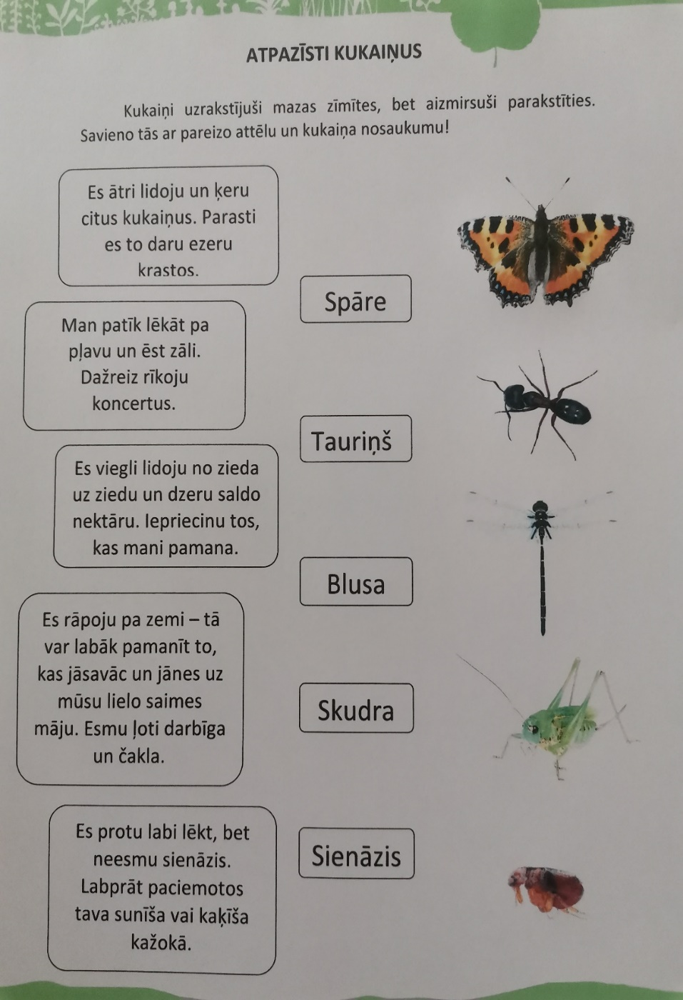 ATPAZĪSTI KUKAIŅUS
Kukaiņi uzrakstījuši mazas zīmītes, bet aizmirsuši parakstīties.
Savieno tās ar pareizo attēlu un kukaiņa nosaukumu!
Es ātri lidoju un ķeru
citus kukaiņus. Parasti
es to daru ezeru
krastos.
Spāre
Man patīk lēkāt pa
pļavu un ēst zāli.
Dažreiz rīkoju
koncertus.
Tauriņš
Es viegli lidoju no zieda
uz ziedu un dzeru saldo
nektāru. Iepriecinu tos,
kas mani pamana.
Blusa
Es rāpoju pa zemi – tā
var labāk pamanīt to,
kas jāsavāc un jānes uz
mūsu lielo saimes
māju. Esmu ļoti darbīga
un čakla.
Skudra
Es protu labi lēkt, bet
neesmu sienāzis.
Labprāt paciemotos
tava sunīša vai kaķīša
kažokā.
Sienāzis